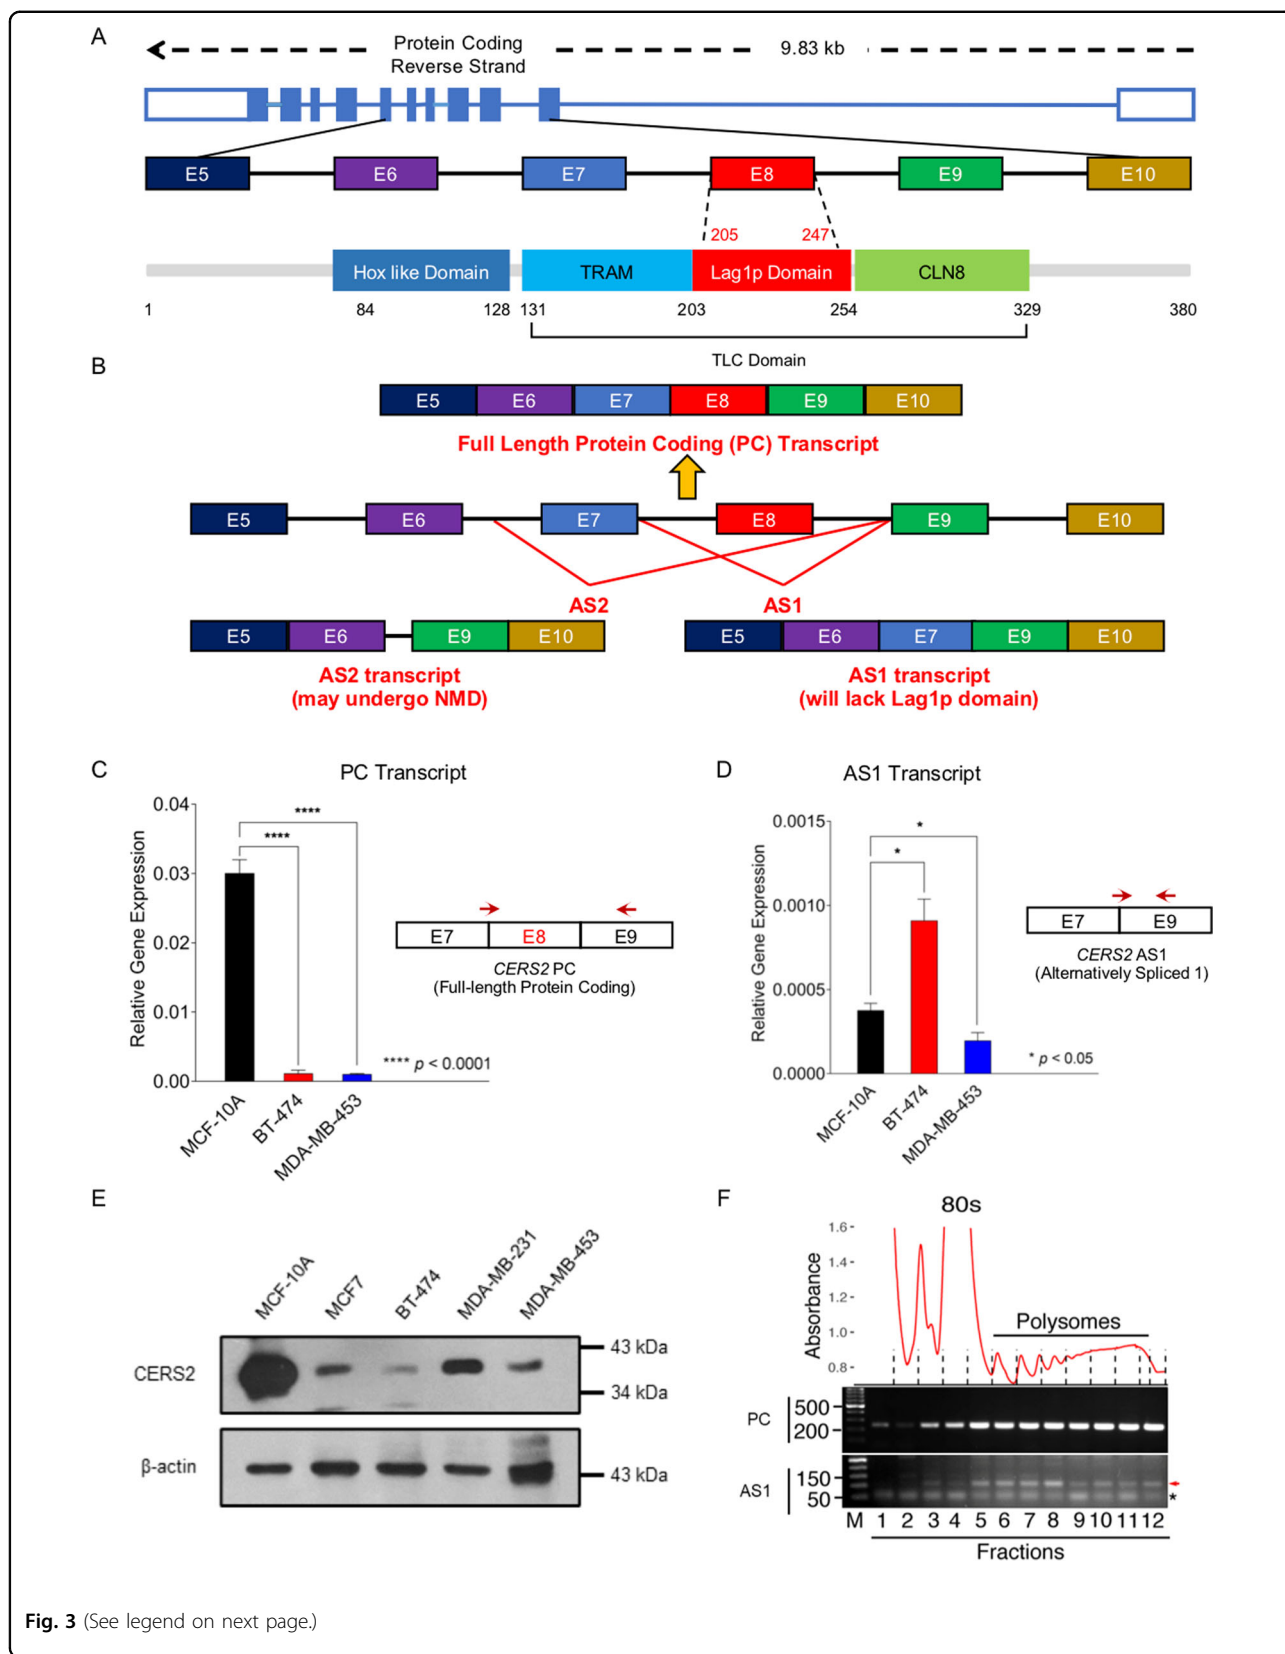 A
Protein Coding
Reverse Strand
9.83 kb
E5 E6 E7 E8 E9 E10
205 247
Hox like Domain TRAM Lag1p Domain CLN8
1 84 128 131 203 254 329 380
TLC Domain
B
E5 E6 E7 E8 E9 E10
Full Length Protein Coding (PC) Transcript
E5 E6 E7 E8 E9 E10
AS2 AS1
E5 E6 E9 E10
E5 E6 E7 E9 E10
AS2 transcript
(may undergo NMD)
AS1 transcript
(will lack Lag1p domain)
C
PC Transcript
Relative Gene Expression
0.04
0.03
0.02
0.01
0.00
****
****
MCF-10A
BT-474
MDA-MB-453
**** p < 0.0001
E7 E8 E9
CERS2 PC
(Full-length Protein Coding)
D
AS1 Transcript
Relative Gene Expression
0.0015
0.0010
0.0005
0.0000
*
*
MCF-10A
BT-474
MDA-MB-453
* p < 0.05
E7 E9
CERS2 AS1
(Alternatively Spliced 1)
E
MCF-10A
MCF7
BT-474
MDA-MB-231
MDA-MB-453
CERS2
43 kDa
34 kDa
β-actin
43 kDa
F
80s
Absorbance
1.6-
1.4-
1.2-
1.0-
0.8-
Polysomes
PC
500
200
AS1
150
50
*
M 1 2 3 4 5 6 7 8 9 10 11 12
Fractions
Fig. 3 (See legend on next page.)